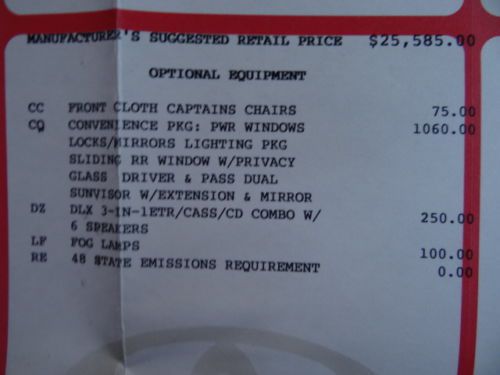 MANUFACTURER'S SUGGESTED RETAIL PRICE $25,585.00
OPTIONAL EQUIPMENT
CC FRONT CLOTH CAPTAINS CHAIRS 75.00
CQ CONVENIENCE PKG: PWR WINDOWS 1060.00
LOCKS/MIRRORS LIGHTING PKG
SLIDING RR WINDOW W/PRIVACY
GLASS DRIVER & PASS DUAL
SUNVISOR W/EXTENSION & MIRROR
DZ DLX 3-IN-1ETR/CASS/CD COMBO W/ 250.00
6 SPEAKERS
LF FOG LAMPS 100.00
RE 48 STATE EMISSIONS REQUIREMENT 0.00